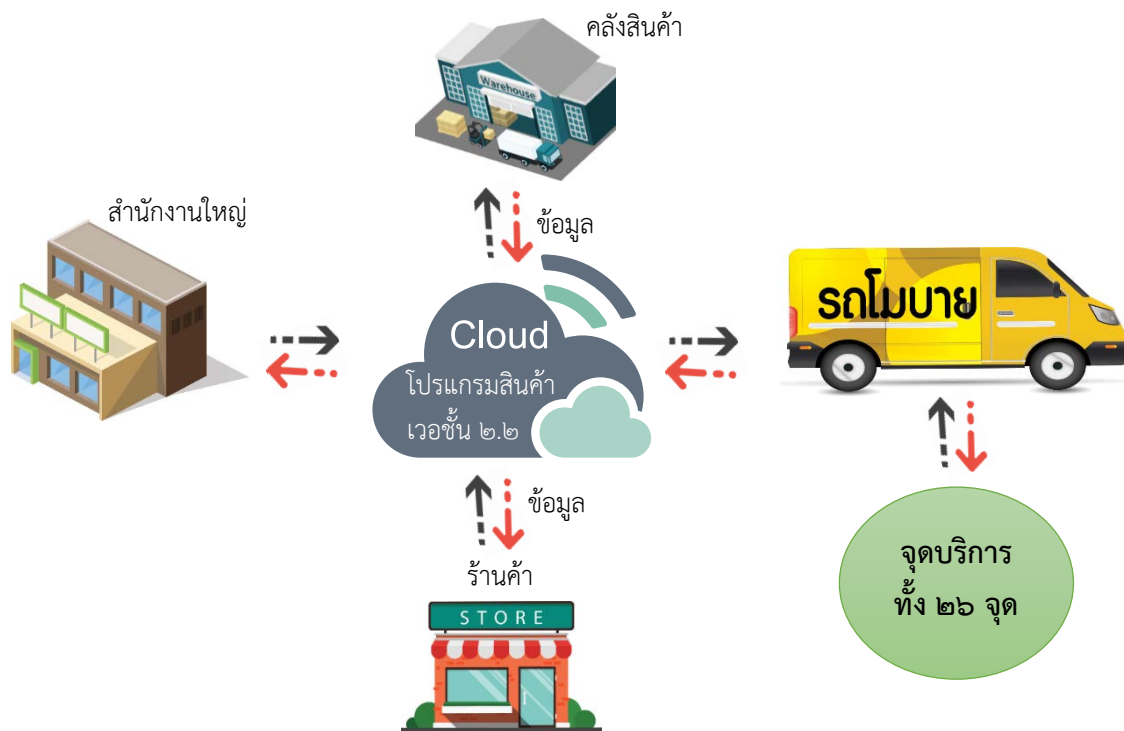 คลังสินค้า
Warehouse
สำนักงานใหญ่
ข้อมูล
รถโมบาย
Cloud
โปรแกรมสินค้า
เวอชั้น ๒.๒
ข้อมูล
จุดบริการ
ทั้ง ๒๖ จุด
ร้านค้า
STORE